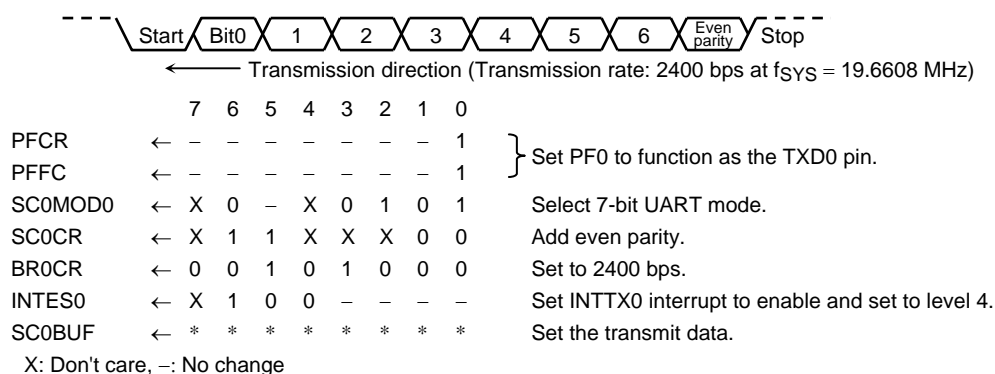 Start Bit0 1 2 3 4 5 6 Even parity Stop
← Transmission direction (Transmission rate: 2400 bps at fSYS = 19.6608 MHz)
7 6 5 4 3 2 1 0
PFCR ← – – – – – – – 1
Set PF0 to function as the TXD0 pin.
PFFC ← – – – – – – – 1
SC0MOD0 ← X 0 – X 0 1 0 1 Select 7-bit UART mode.
SC0CR ← X 1 1 X X X 0 0 Add even parity.
BR0CR ← 0 0 1 0 1 0 0 0 Set to 2400 bps.
INTES0 ← X 1 0 0 – – – – Set INTTX0 interrupt to enable and set to level 4.
SC0BUF ← * * * * * * * * Set the transmit data.
X: Don't care, –: No change